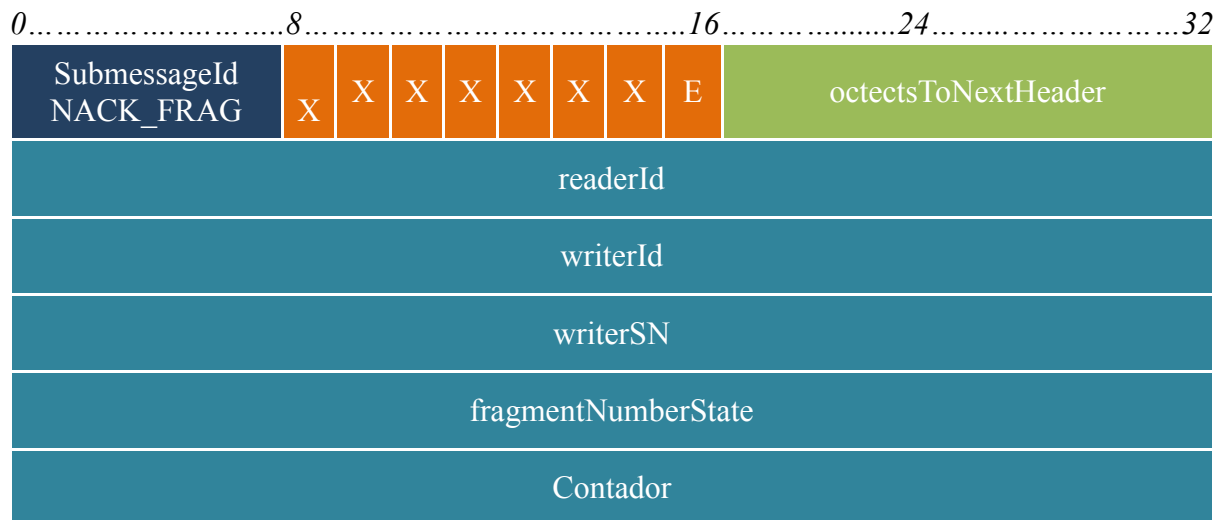 0……………….………..8…………………………………..16………….........24…......…………………32
SubmessageId
NACK_FRAG
X X X X X X X E
octectsToNextHeader
readerId
writerId
writerSN
fragmentNumberState
Contador